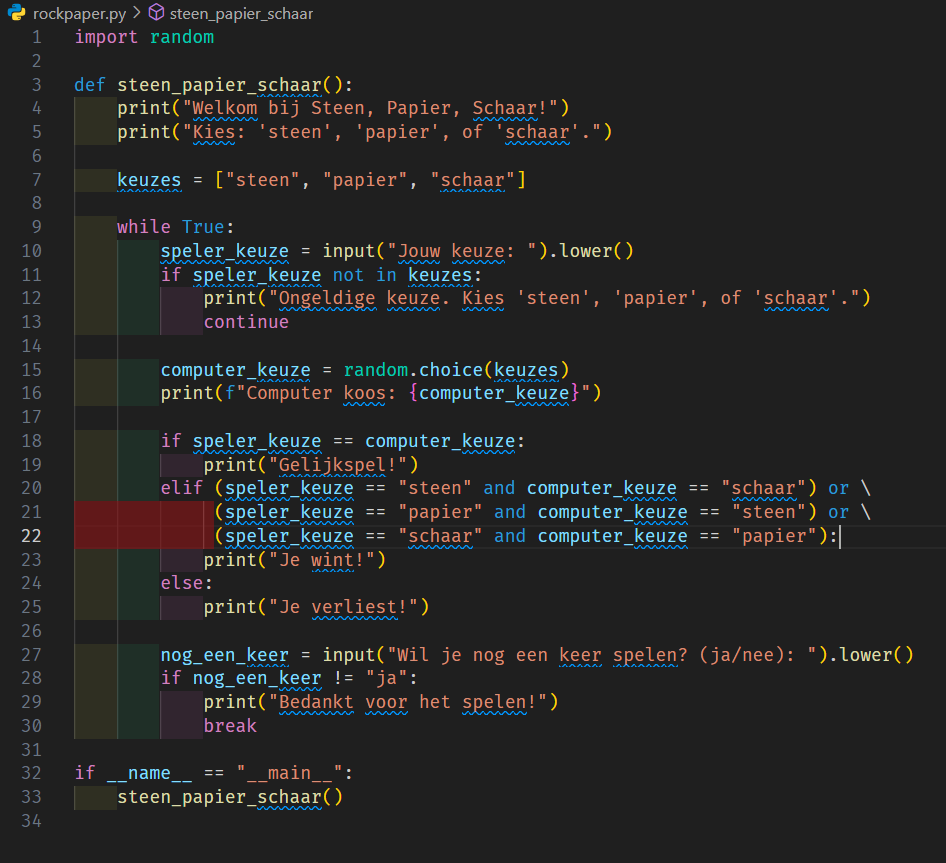 rockpaper.py > steen_papier_schaar
1 import random
2
3 def steen_papier_schaar():
4     print("Welkom bij Steen, Papier, Schaar!")
5     print("Kies: 'steen', 'papier', of 'schaar'.")
6
7     keuzes = ["steen", "papier", "schaar"]
8
9     while True:
10         speler_keuze = input("Jouw keuze: ").lower()
11         if speler_keuze not in keuzes:
12             print("Ongeldige keuze. Kies 'steen', 'papier', of 'schaar'.")
13             continue
14
15         computer_keuze = random.choice(keuzes)
16         print(f"Computer koos: {computer_keuze}")
17
18         if speler_keuze == computer_keuze:
19             print("Gelijkspel!")
20         elif (speler_keuze == "steen" and computer_keuze == "schaar") or \
21              (speler_keuze == "papier" and computer_keuze == "steen") or \
22              (speler_keuze == "schaar" and computer_keuze == "papier"):
23             print("Je wint!")
24         else:
25             print("Je verliest!")
26
27         nog_een_keer = input("Wil je nog een keer spelen? (ja/nee): ").lower()
28         if nog_een_keer != "ja":
29             print("Bedankt voor het spelen!")
30             break
31
32 if __name__ == "__main__":
33     steen_papier_schaar()
34